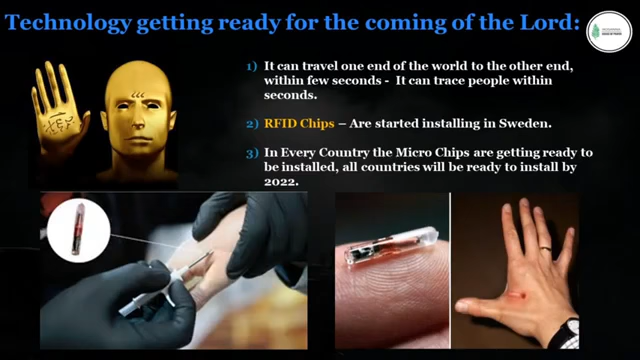 Technology getting ready for the coming of the Lord:
1) It can travel one end of the world to the other end,
within few seconds - It can trace people within
seconds.
2) RFID Chips – Are started installing in Sweden.
3) In Every Country the Micro Chips are getting ready to
be installed, all countries will be ready to install by
2022.